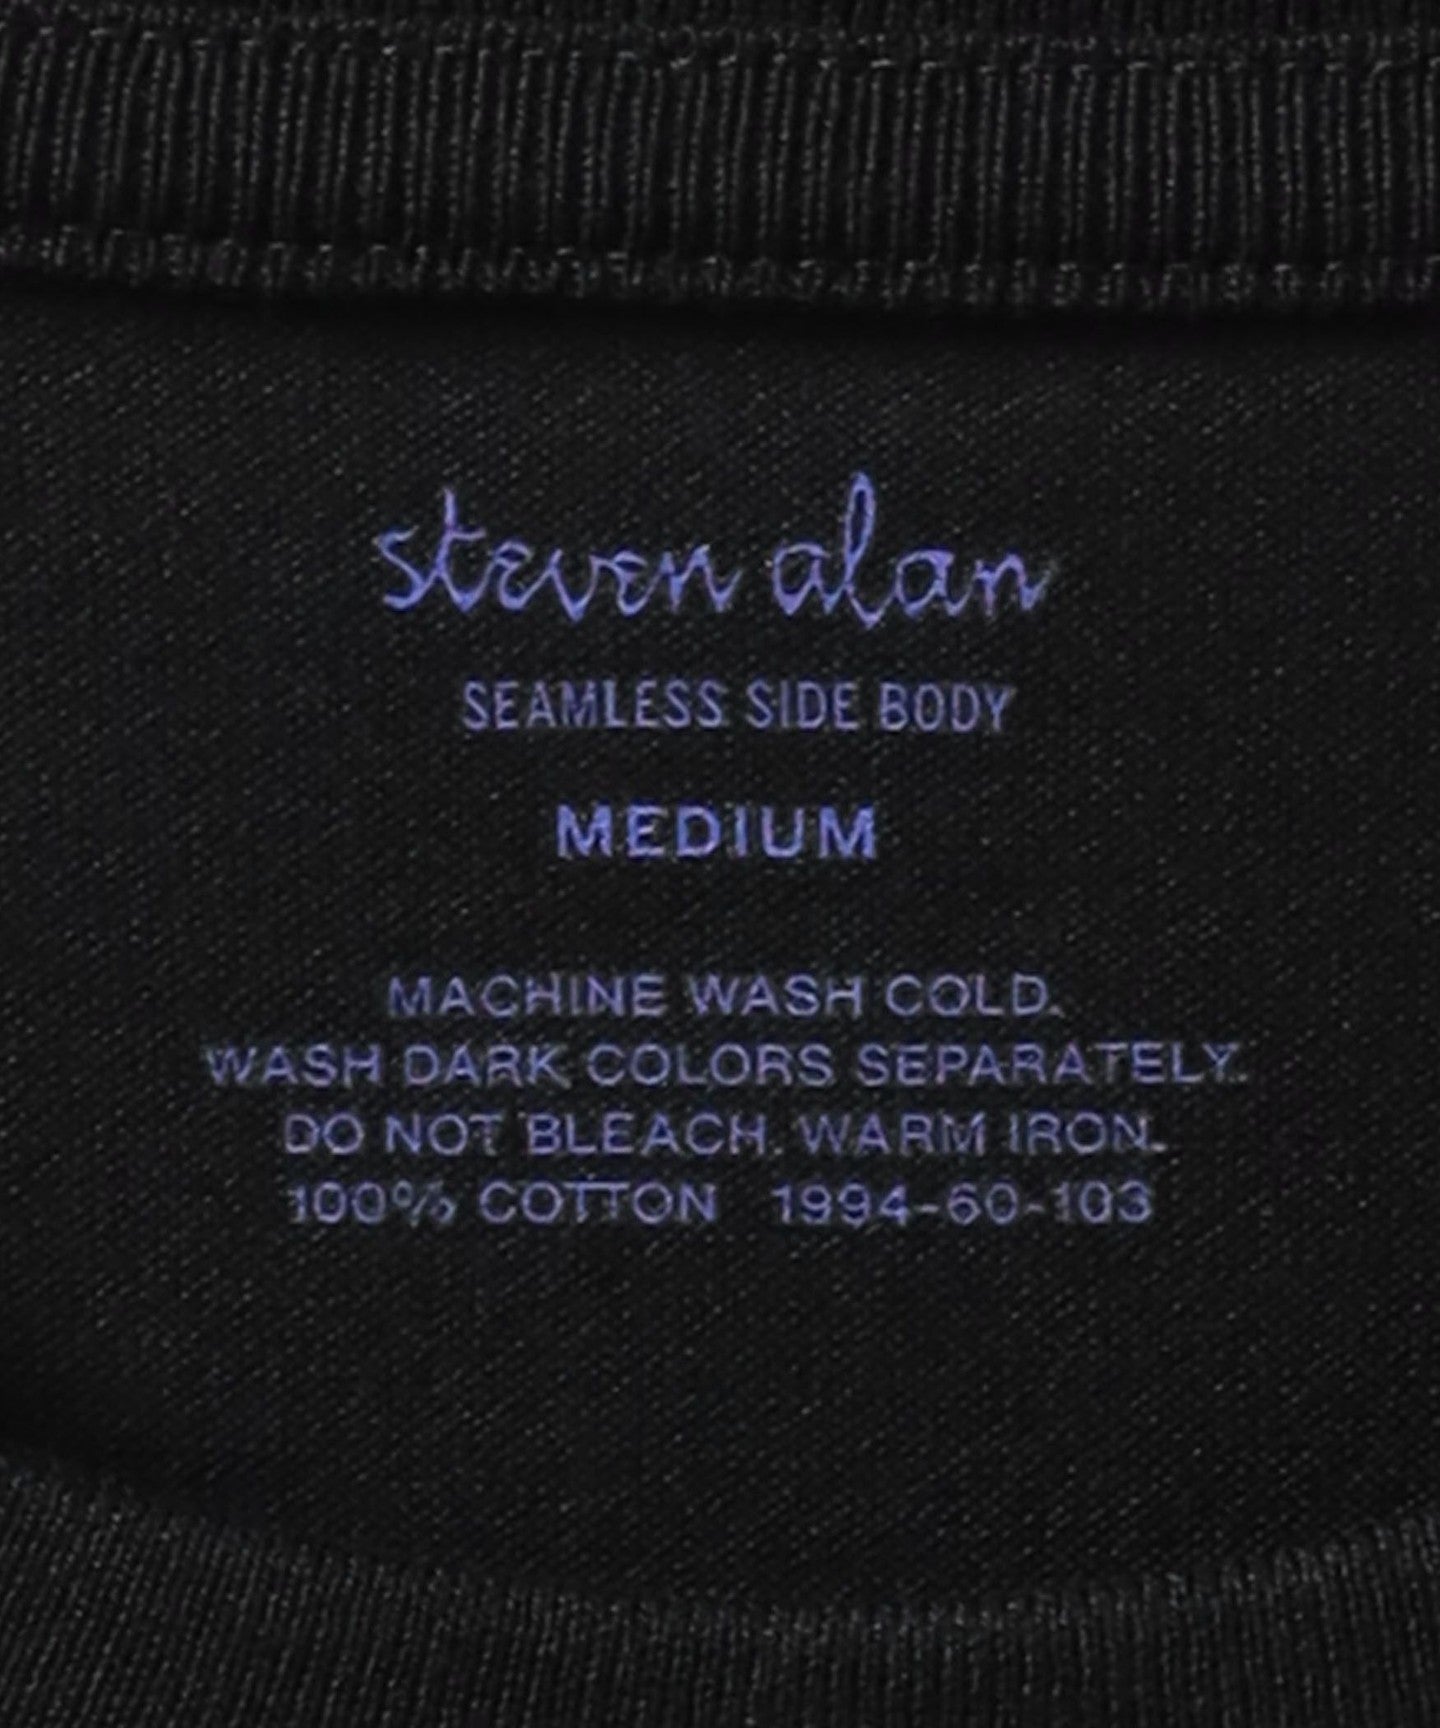 steven alan
SEAMLESS SIDE BODY
MEDIUM
MACHINE WASH COLD.
WASH DARK COLORS SEPARATELY.
DO NOT BLEACH. WARM IRON.
100% COTTON 1994-60-103